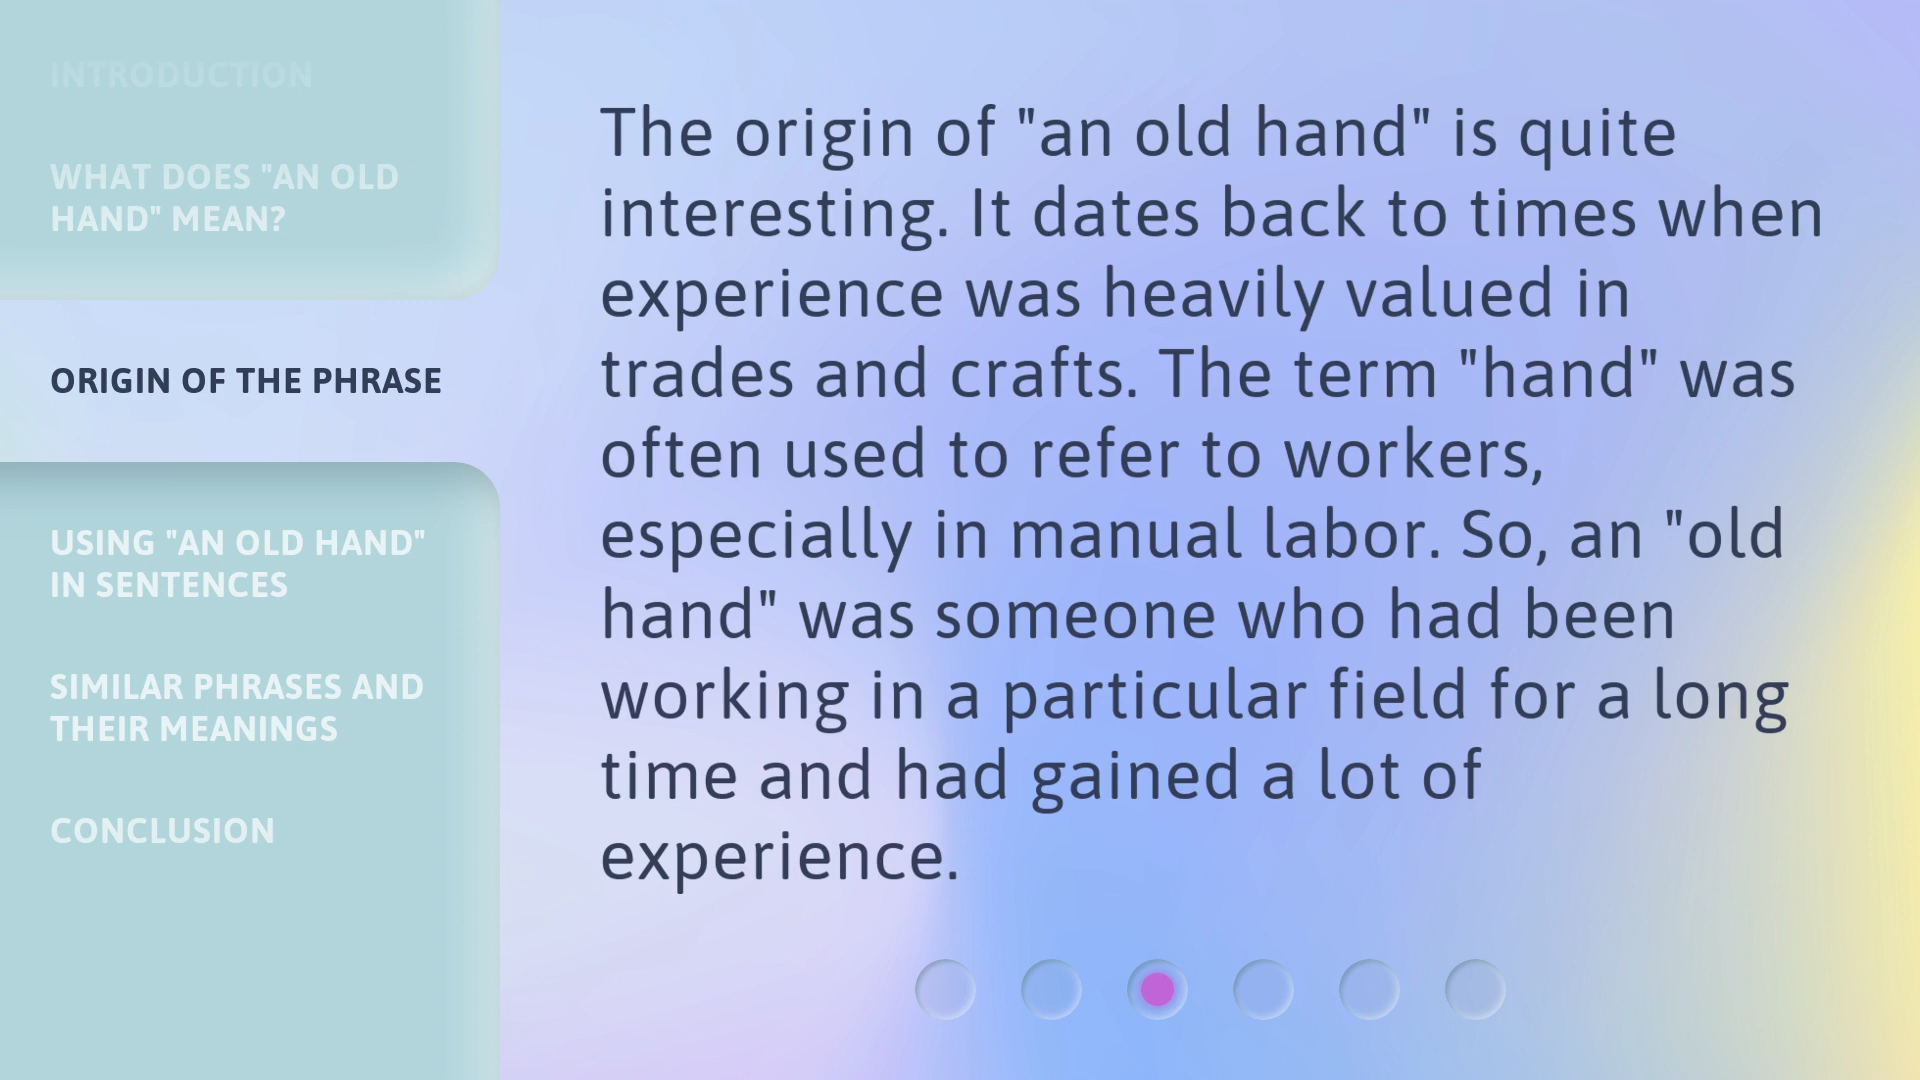 INTRODUCTION
WHAT DOES "AN OLD
HAND" MEAN?
ORIGIN OF THE PHRASE
USING "AN OLD HAND"
IN SENTENCES
SIMILAR PHRASES AND
THEIR MEANINGS
CONCLUSION
The origin of "an old hand" is quite
interesting. It dates back to times when
experience was heavily valued in
trades and crafts. The term "hand" was
often used to refer to workers,
especially in manual labor. So, an "old
hand" was someone who had been
working in a particular field for a long
time and had gained a lot of
experience.